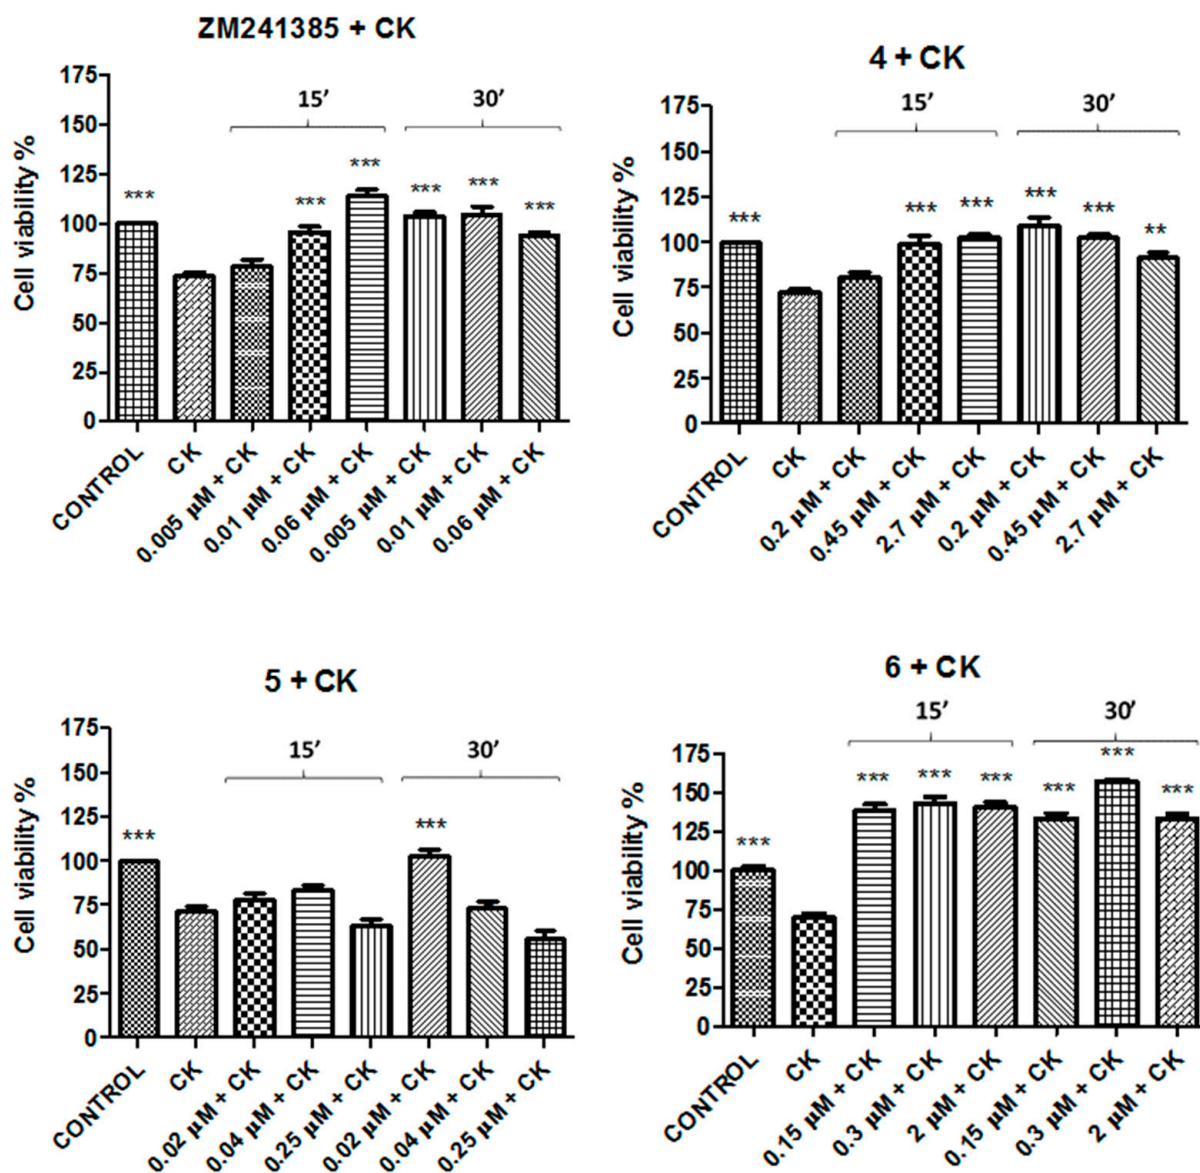 ZM241385 + CK
15’ 30’
Cell viability %
175
150
125
100
75
50
25
0
*** *** *** *** *** ***
CONTROL
CK
0.005 µM + CK
0.01 µM + CK
0.06 µM + CK
0.005 µM + CK
0.01 µM + CK
0.06 µM + CK
4 + CK
15’ 30’
Cell viability %
175
150
125
100
75
50
25
0
*** *** *** *** *** **
CONTROL
CK
0.2 µM + CK
0.45 µM + CK
2.7 µM + CK
0.2 µM + CK
0.45 µM + CK
2.7 µM + CK
5 + CK
15’ 30’
Cell viability %
175
150
125
100
75
50
25
0
*** ***
CONTROL
CK
0.02 µM + CK
0.04 µM + CK
0.25 µM + CK
0.02 µM + CK
0.04 µM + CK
0.25 µM + CK
6 + CK
15’ 30’
Cell viability %
175
150
125
100
75
50
25
0
*** *** *** *** *** *** ***
CONTROL
CK
0.15 µM + CK
0.3 µM + CK
2 µM + CK
0.15 µM + CK
0.3 µM + CK
2 µM + CK